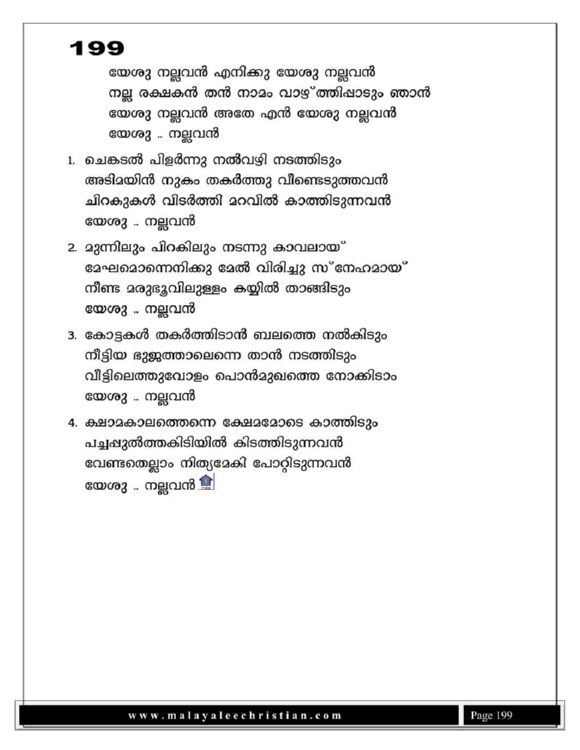 199
യേശു നല്ലവൻ എനിക്കു യേശു നല്ലവൻ
നല്ല രക്ഷകൻ തൻ നാമം വാഴ്ത്തിപ്പാടും ഞാൻ
യേശു നല്ലവൻ അതേ എൻ യേശു നല്ലവൻ
യേശു .. നല്ലവൻ
1. ചെങ്കടൽ പിളർന്നു നൽവഴി നടത്തിടും
അടിമയിൻ നുകം തകർത്തു വീണ്ടെടുത്തവൻ
ചിറകുകൾ വിടർത്തി മറവിൽ കാത്തിടുന്നവൻ
യേശു .. നല്ലവൻ
2. മുന്നിലും പിറകിലും നടന്നു കാവലായ്
മേഘമൊന്നെനിക്കു മേൽ വിരിച്ചു സ്നേഹമായ്
നീണ്ട മരുഭൂവിലുള്ളം കയ്യിൽ താങ്ങിടും
യേശു .. നല്ലവൻ
3. കോട്ടകൾ തകർത്തിടാൻ ബലത്തെ നൽകിടും
നീട്ടിയ ഭുജത്താലെന്നെ താൻ നടത്തിടും
വീട്ടിലെത്തുവോളം പൊൻമുഖത്തെ നോക്കിടാം
യേശു .. നല്ലവൻ
4. ക്ഷാമകാലത്തെന്നെ ക്ഷേമമോടെ കാത്തിടും
പച്ചപ്പുൽത്തകിടിയിൽ കിടത്തിടുന്നവൻ
വേണ്ടതെല്ലാം നിത്യമേകി പോറ്റിടുന്നവൻ
യേശു .. നല്ലവൻ
www.malayaleechristian.com
Page 199